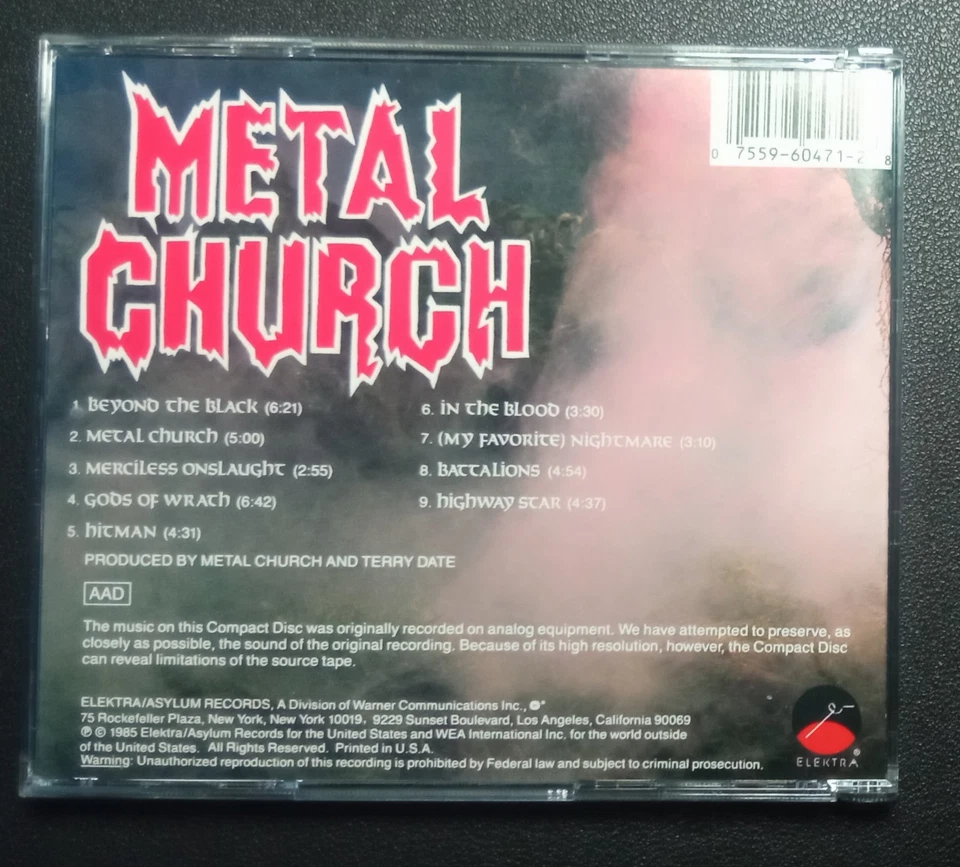 METAL
CHURCH
0 7559-60471-2 8
1. BEYOND THE BLACK (6:21)
2. METAL CHURCH (5:00)
3. MERCILESS ONSLAUGHT (2:55)
4. GODS OF WRATH (6:42)
5. HITMAN (4:31)
6. IN THE BLOOD (3:30)
7. (MY FAVORITE) NIGHTMARE (3:10)
8. BATTALIONS (4:54)
9. HIGHWAY STAR (4:37)
PRODUCED BY METAL CHURCH AND TERRY DATE
AAD
The music on this Compact Disc was originally recorded on analog equipment. We have attempted to preserve, as
closely as possible, the sound of the original recording. Because of its high resolution, however, the Compact Disc
can reveal limitations of the source tape.
ELEKTRA/ASYLUM RECORDS, A Division of Warner Communications Inc.,
75 Rockefeller Plaza, New York, New York 10019. 9229 Sunset Boulevard, Los Angeles, California 90069
℗ © 1985 Elektra/Asylum Records for the United States and WEA International Inc. for the world outside
of the United States. All Rights Reserved. Printed in U.S.A.
Warning: Unauthorized reproduction of this recording is prohibited by Federal law and subject to criminal prosecution.
e
ELEKTRA®